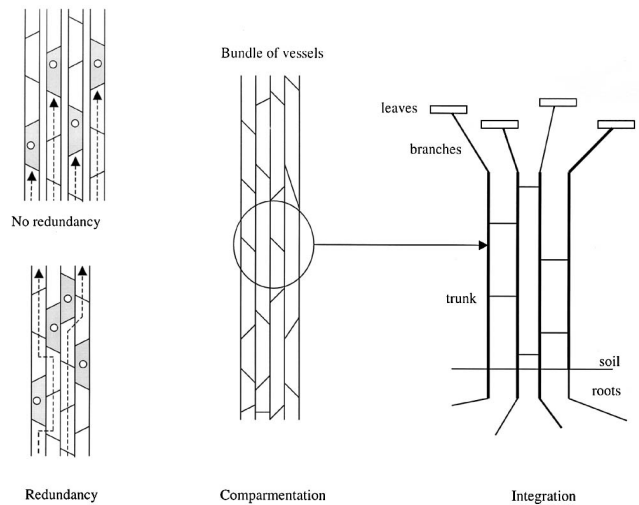 No redundancy
Redundancy
Bundle of vessels
Comparmentation
leaves
branches
trunk
soil
roots
Integration